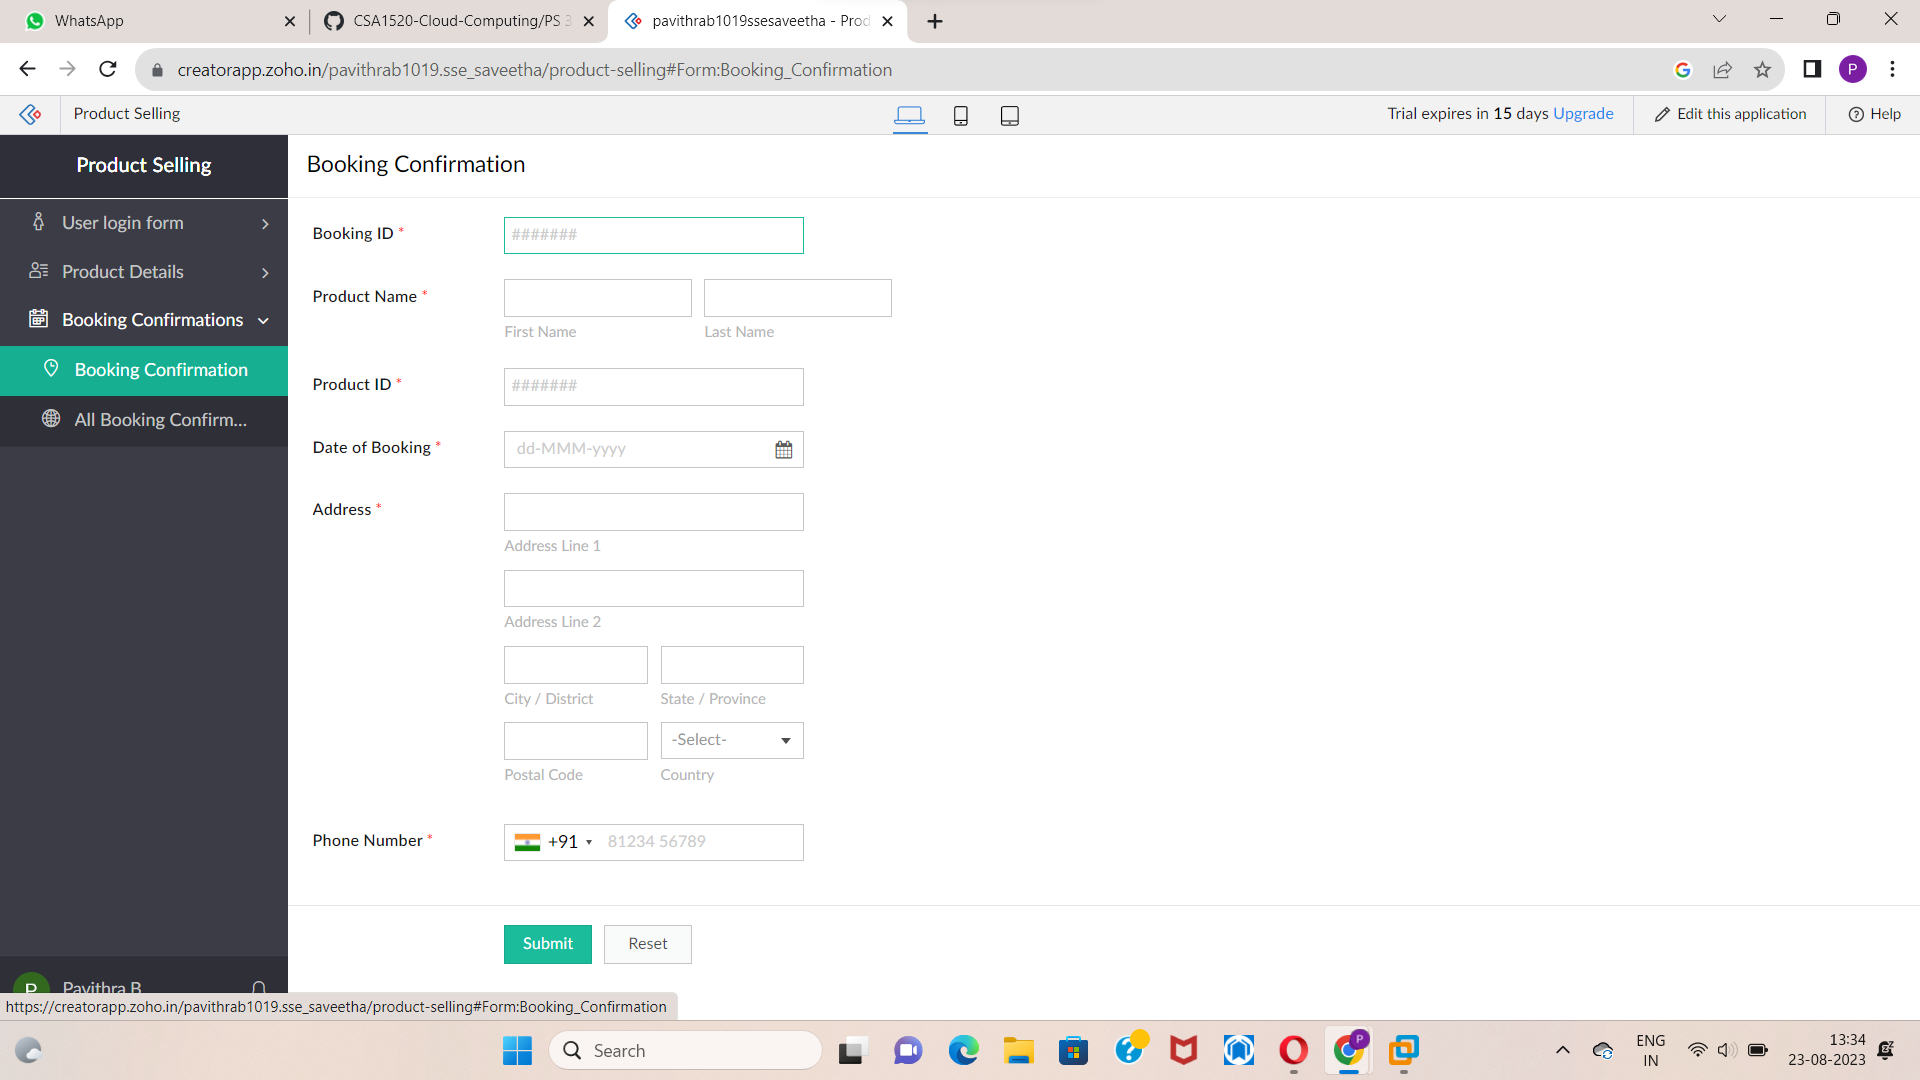 WhatsApp
CSA1520-Cloud-Computing/PS 3
pavithrab1019ssesaveetha - Prod
creatorapp.zoho.in/pavithrab1019.sse_saveetha/product-selling#Form:Booking_Confirmation
P
Product Selling
Trial expires in 15 days Upgrade
Edit this application
Help
Product Selling
Booking Confirmation
User login form
Product Details
Booking Confirmations
Booking Confirmation
All Booking Confirm...
Booking ID *
#######
Product Name *
First Name
Last Name
Product ID *
#######
Date of Booking *
dd-MMM-yyyy
Address *
Address Line 1
Address Line 2
City / District
State / Province
-Select-
Postal Code
Country
Phone Number *
+91
81234 56789
Submit
Reset
P
Pavithra B
https://creatorapp.zoho.in/pavithrab1019.sse_saveetha/product-selling#Form:Booking_Confirmation
Search
P
ENG
IN
13:34
23-08-2023